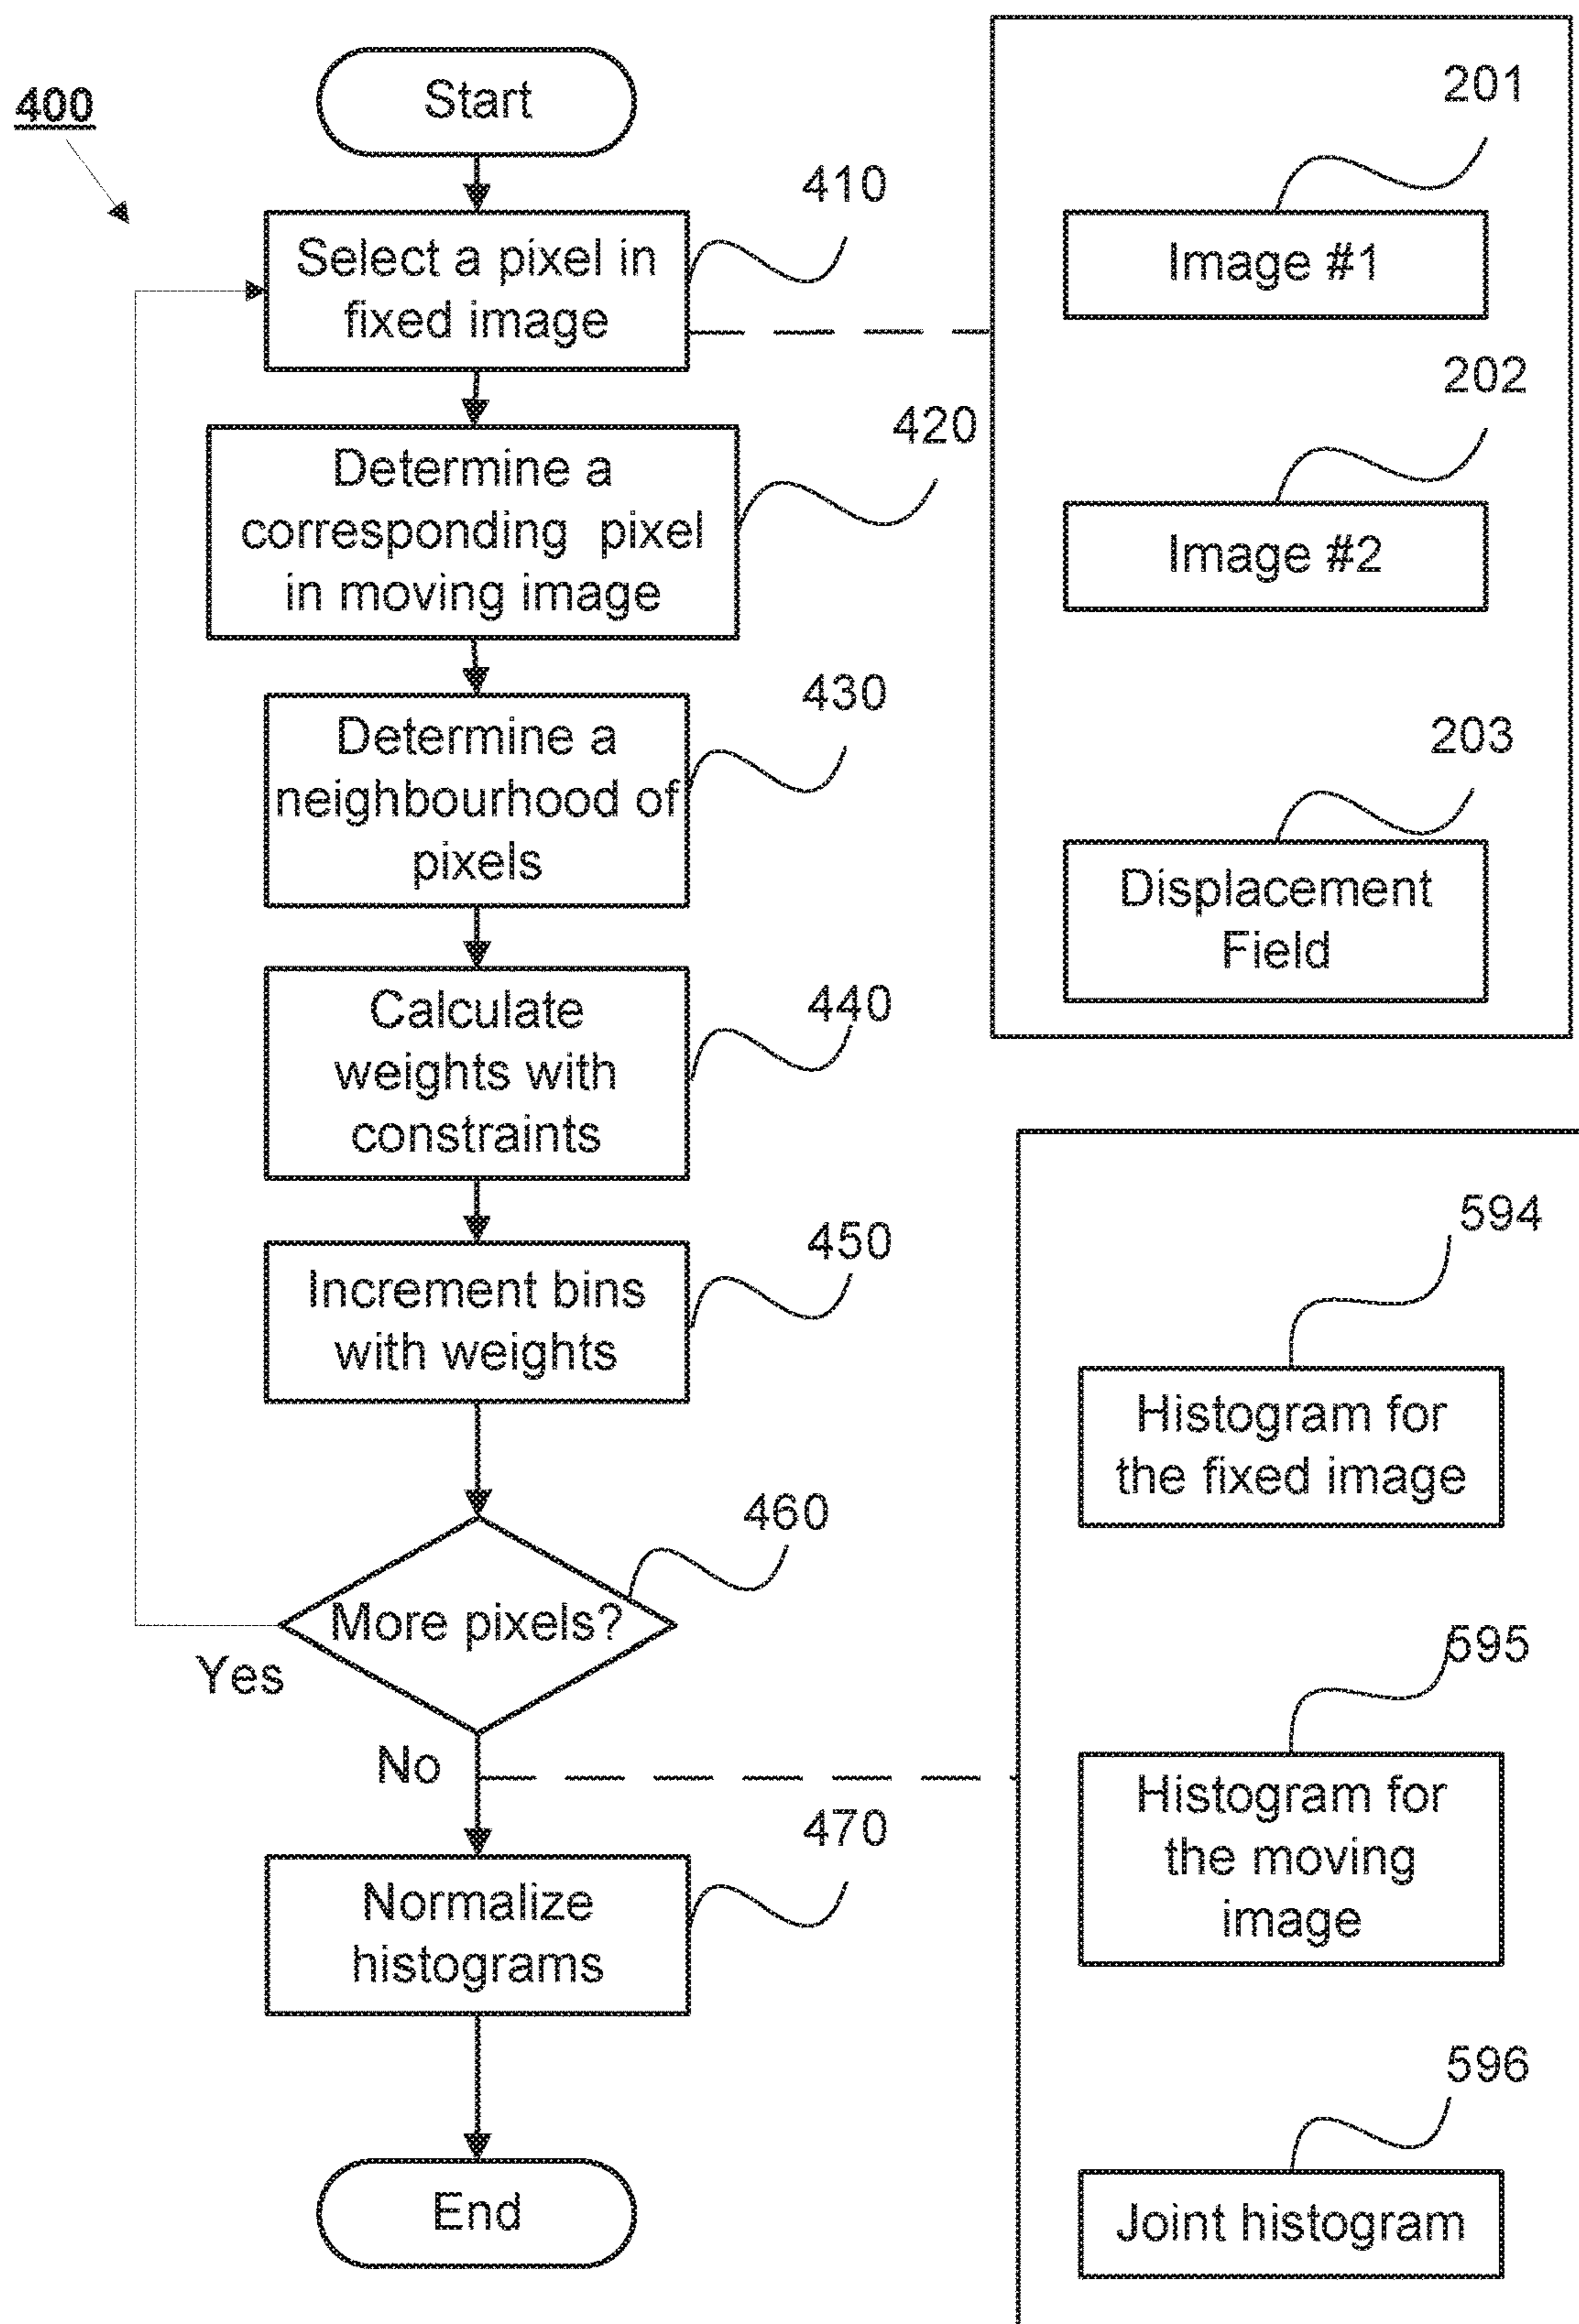 400
Start
410
Select a pixel in
fixed image
420
Determine a
corresponding pixel
in moving image
430
Determine a
neighbourhood of
pixels
440
Calculate
weights with
constraints
450
Increment bins
with weights
460
More pixels?
Yes
No
470
Normalize
histograms
End
201
Image #1
202
Image #2
203
Displacement
Field
594
Histogram for
the fixed image
595
Histogram for
the moving
image
596
Joint histogram